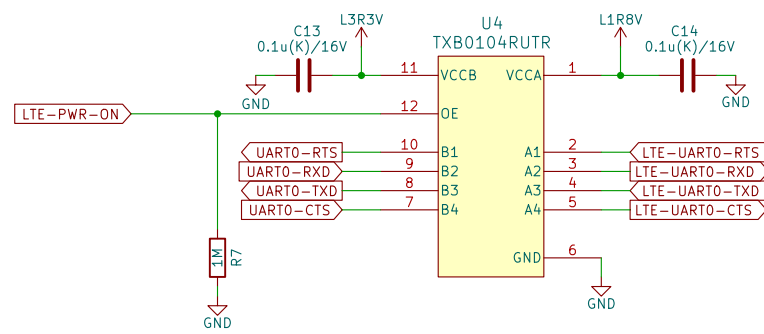 U4
TXB0104RUTR
L3R3V
L1R8V
C13
0.1u(K)/16V
C14
0.1u(K)/16V
GND
11 VCCB VCCA 1
GND
LTE-PWR-ON
12 OE
UART0-RTS 10 B1 A1 2 LTE-UART0-RTS
UART0-RXD 9 B2 A2 3 LTE-UART0-RXD
UART0-TXD 8 B3 A3 4 LTE-UART0-TXD
UART0-CTS 7 B4 A4 5 LTE-UART0-CTS
1M R7
GND 6
GND
GND